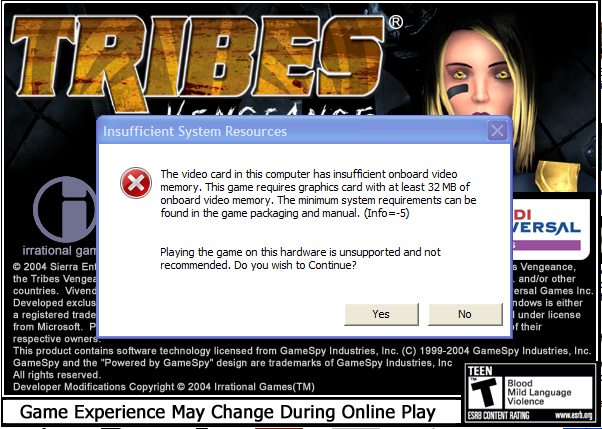 TRIBES®
VENGEANCE
Insufficient System Resources
The video card in this computer has insufficient onboard video
memory. This game requires graphics card with at least 32 MB of
onboard video memory. The minimum system requirements can be
found in the game packaging and manual. (Info=-5)
Playing the game on this hardware is unsupported and not
recommended. Do you wish to Continue?
Yes
No
irrational gam
DI
VERSAL
© 2004 Sierra Ent
s Vengeance,
the Tribes Vengea
. and/or other
countries. Vivend
ersal Games Inc.
Developed exclus
ndows is either
a registered trade
d under license
from Microsoft. P
of their
respective owners.
This product contains software technology licensed from GameSpy Industries, Inc. (C) 1999-2004 GameSpy Industries, Inc.
GameSpy and the "Powered by GameSpy" design are trademarks of GameSpy Industries, Inc
All rights reserved.
Developer Modifications Copyright © 2004 Irrational Games(TM)
Game Experience May Change During Online Play
TEEN
T
Blood
Mild Language
Violence
ESRB CONTENT RATING
www.esrb.org